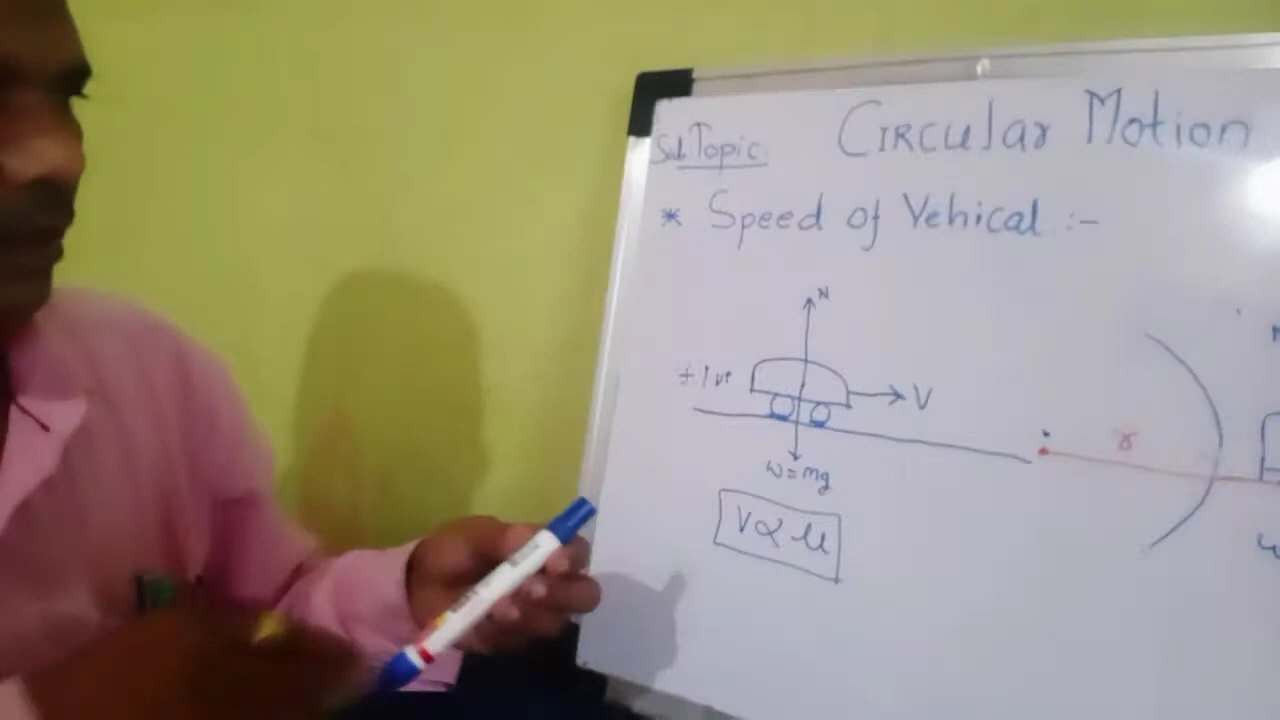 Sub Topic. Circular Motion
* Speed of Vehical :-
N
V
W=mg
V∝μ
r